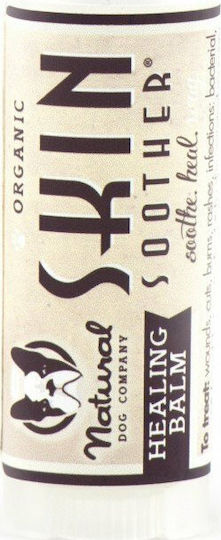 ORGANIC
SKIN
SOOTHER®
soothe. heal.
Natural
DOG COMPANY
HEALING
BALM
To treat: wounds, cuts, burns, rashes, infections: bacterial,